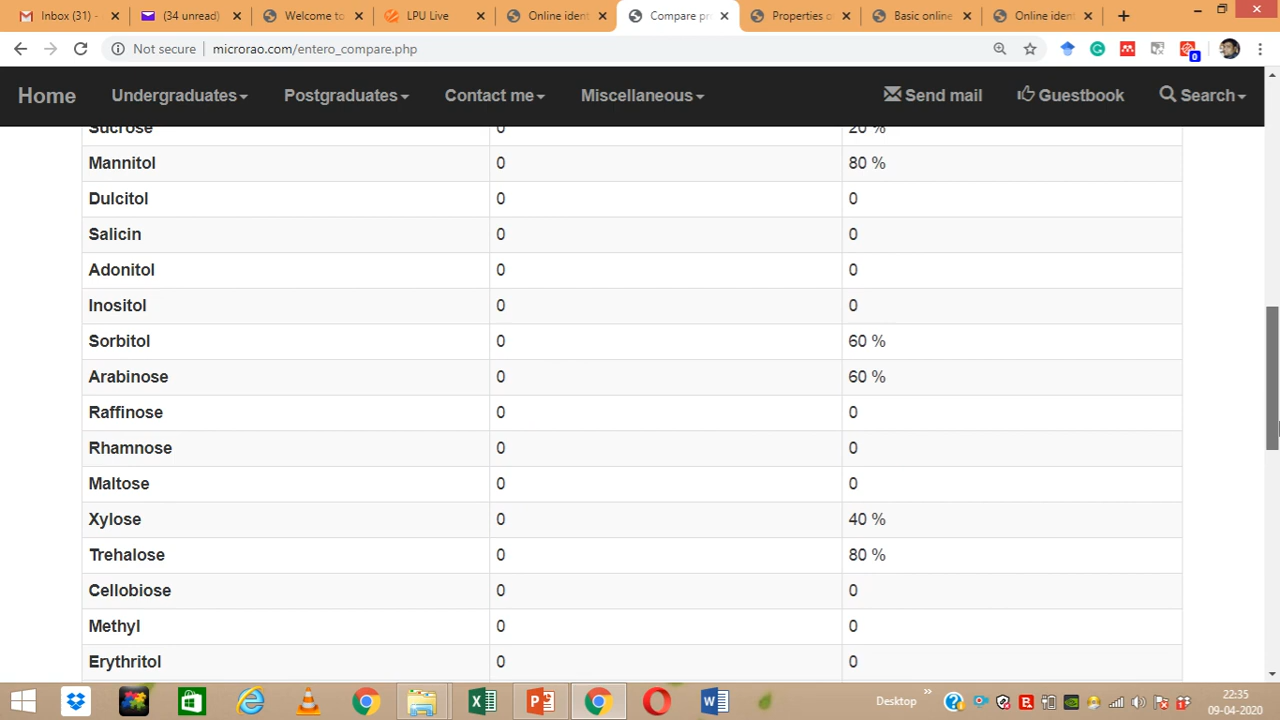 Inbox (31) -
(34 unread)
Welcome to
LPU Live
Online ident
Compare pr
Properties o
Basic online
Online ident
Not secure | microrao.com/entero_compare.php
0
Home Undergraduates Postgraduates Contact me Miscellaneous Send mail Guestbook Search
Sucrose 0 20 %
Mannitol 0 80 %
Dulcitol 0 0
Salicin 0 0
Adonitol 0 0
Inositol 0 0
Sorbitol 0 60 %
Arabinose 0 60 %
Raffinose 0 0
Rhamnose 0 0
Maltose 0 0
Xylose 0 40 %
Trehalose 0 80 %
Cellobiose 0 0
Methyl 0 0
Erythritol 0 0
Desktop
22:35
09-04-2020